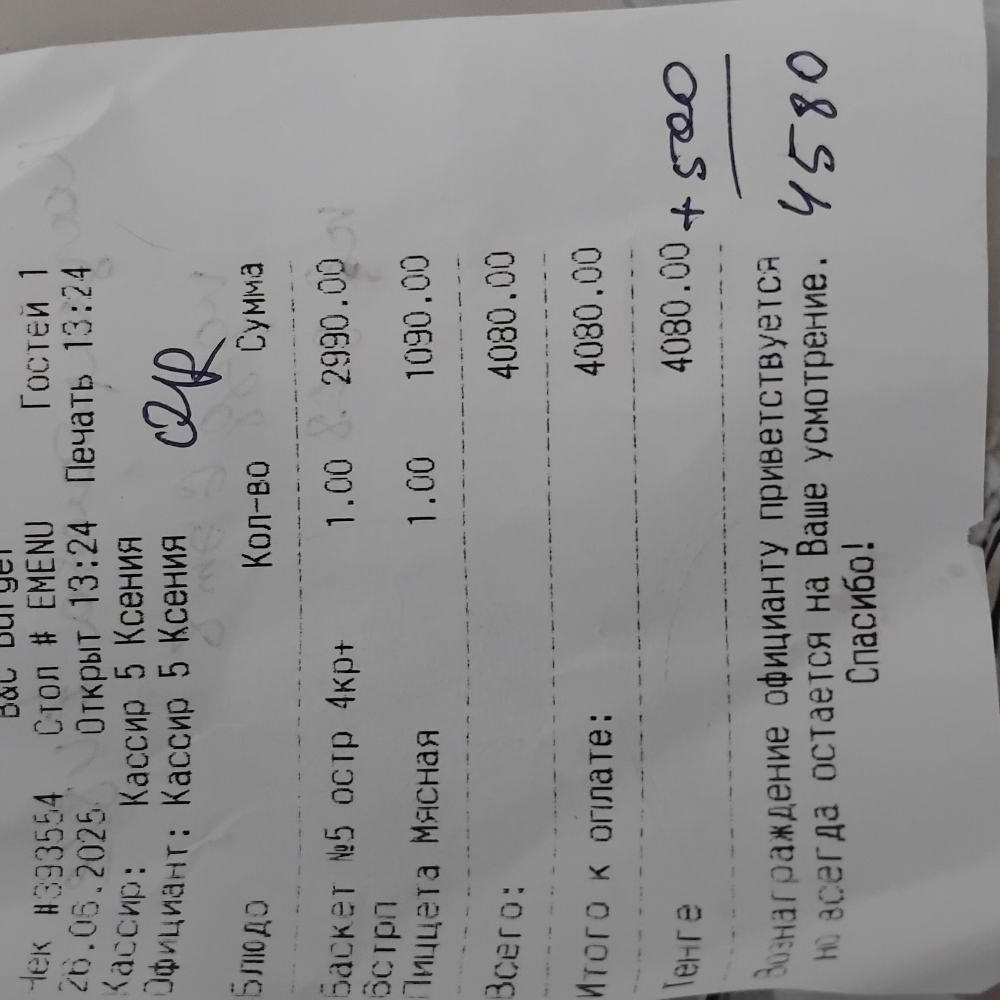 B&C Burger
Чек #393554 Стол # EMENU Гостей 1
26.06.2025 Открыт 13:24 Печать 13:24
Кассир: Кассир 5 Ксения
Официант: Кассир 5 Ксения
Блюдо Кол-во Сумма
Баскет №5 остр 4кр+ 1.00 2990.00
6стрп
Пиццета Мясная 1.00 1090.00
Всего: 4080.00
Итого к оплате: 4080.00
Тенге 4080.00 + 500
4580
Вознаграждение официанту приветствуется
но всегда остается на Ваше усмотрение.
Спасибо!